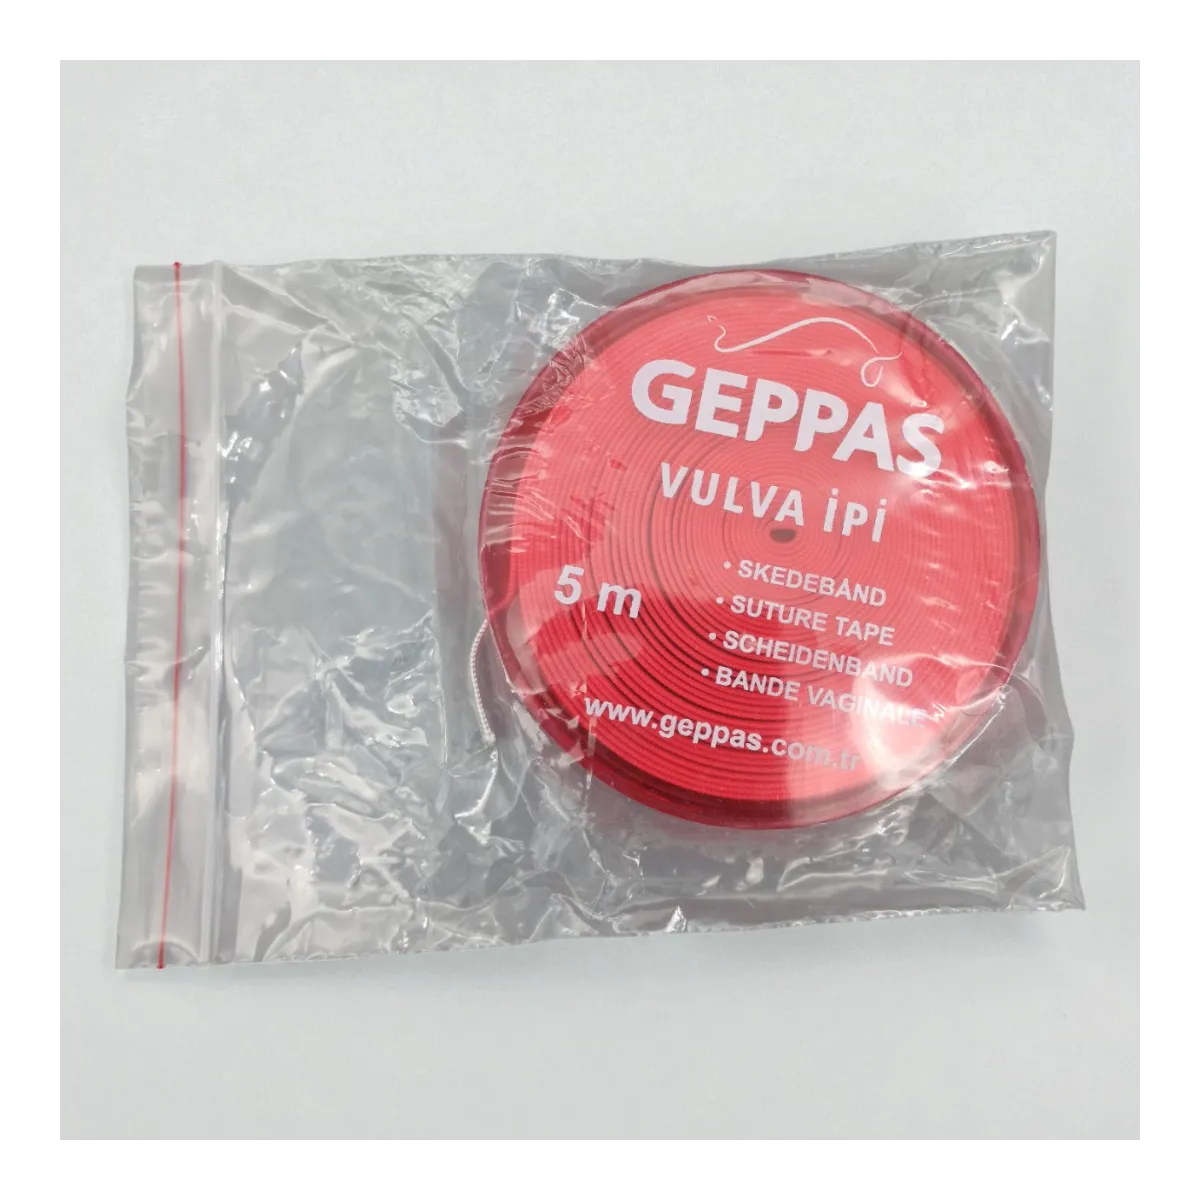 GEPPAS
VULVA İPİ
5 m
• SKEDEBAND
• SUTURE TAPE
• SCHEIDENBAND
• BANDE VAGINALE
www.geppas.com.tr